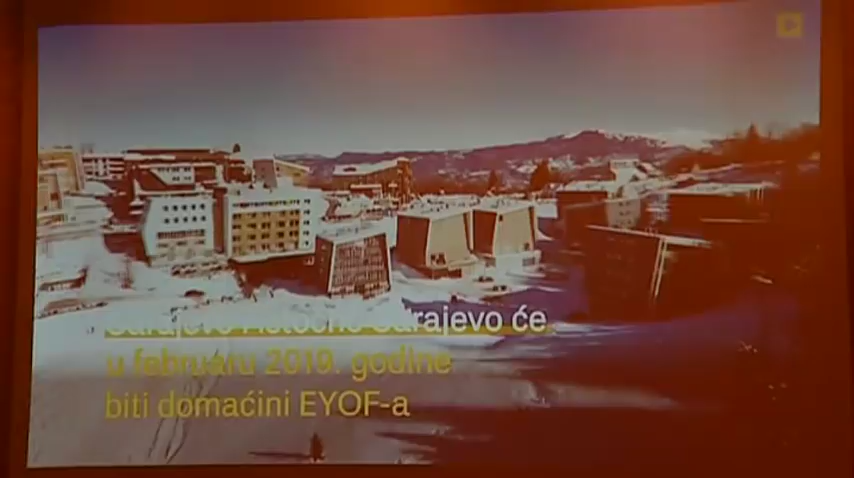 Sarajevo Istočno Sarajevo će
u februaru 2019. godine
biti domaćini EYOF-a